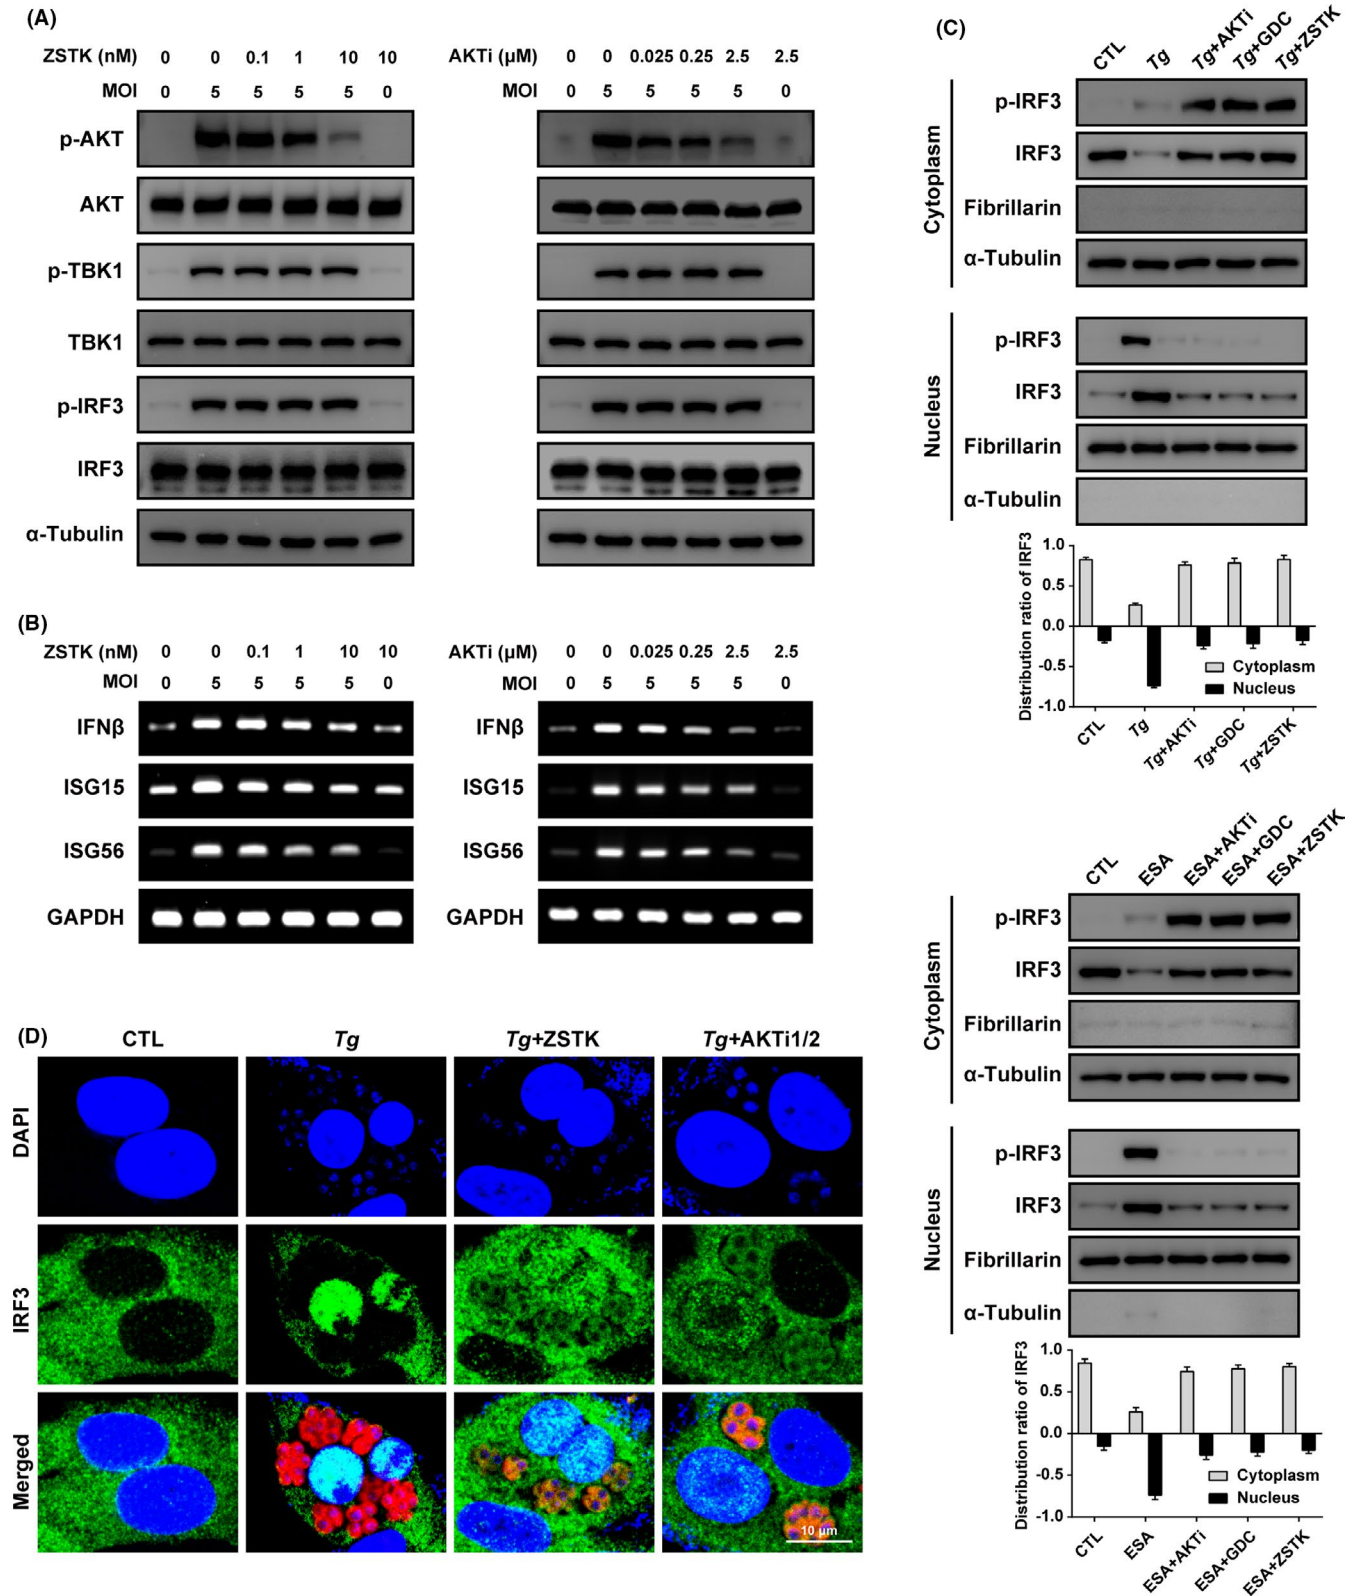 (A)
ZSTK (nM) 0 0 0.1 1 10 10
MOI 0 5 5 5 5 0
p-AKT
AKT
p-TBK1
TBK1
p-IRF3
IRF3
α-Tubulin
AKTi (μM) 0 0 0.025 0.25 2.5 2.5
MOI 0 5 5 5 5 0
(B)
ZSTK (nM) 0 0 0.1 1 10 10
MOI 0 5 5 5 5 0
IFNβ
ISG15
ISG56
GAPDH
AKTi (μM) 0 0 0.025 0.25 2.5 2.5
MOI 0 5 5 5 5 0
IFNβ
ISG15
ISG56
GAPDH
(C)
CTL Tg Tg+AKTi Tg+GDC Tg+ZSTK
Cytoplasm
p-IRF3
IRF3
Fibrillarin
α-Tubulin
Nucleus
p-IRF3
IRF3
Fibrillarin
α-Tubulin
Distribution ratio of IRF3
1.0
0.5
0.0
-0.5
-1.0
Cytoplasm
Nucleus
CTL Tg Tg+AKTi Tg+GDC Tg+ZSTK
CTL ESA ESA+AKTi ESA+GDC ESA+ZSTK
Cytoplasm
p-IRF3
IRF3
Fibrillarin
α-Tubulin
Nucleus
p-IRF3
IRF3
Fibrillarin
α-Tubulin
Distribution ratio of IRF3
1.0
0.5
0.0
-0.5
-1.0
Cytoplasm
Nucleus
CTL ESA ESA+AKTi ESA+GDC ESA+ZSTK
(D)
CTL Tg Tg+ZSTK Tg+AKTi1/2
DAPI
IRF3
Merged
10 μm